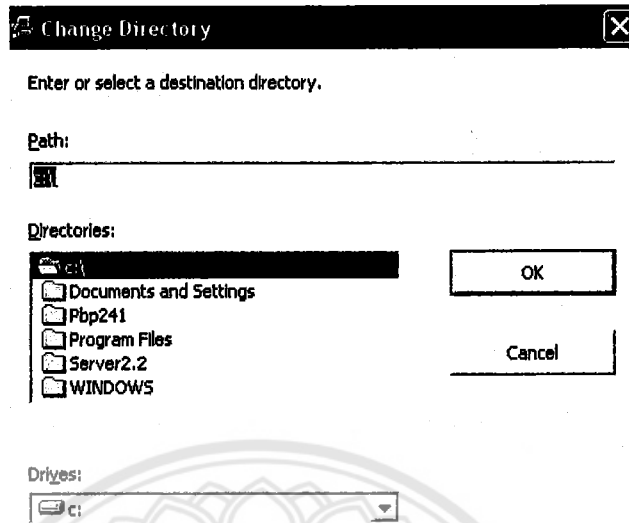 Change Directory
Enter or select a destination directory.
Path:
c:\
Directories:
c:\
Documents and Settings
Pbp241
Program Files
Server2.2
WINDOWS
OK
Cancel
Drives:
c: